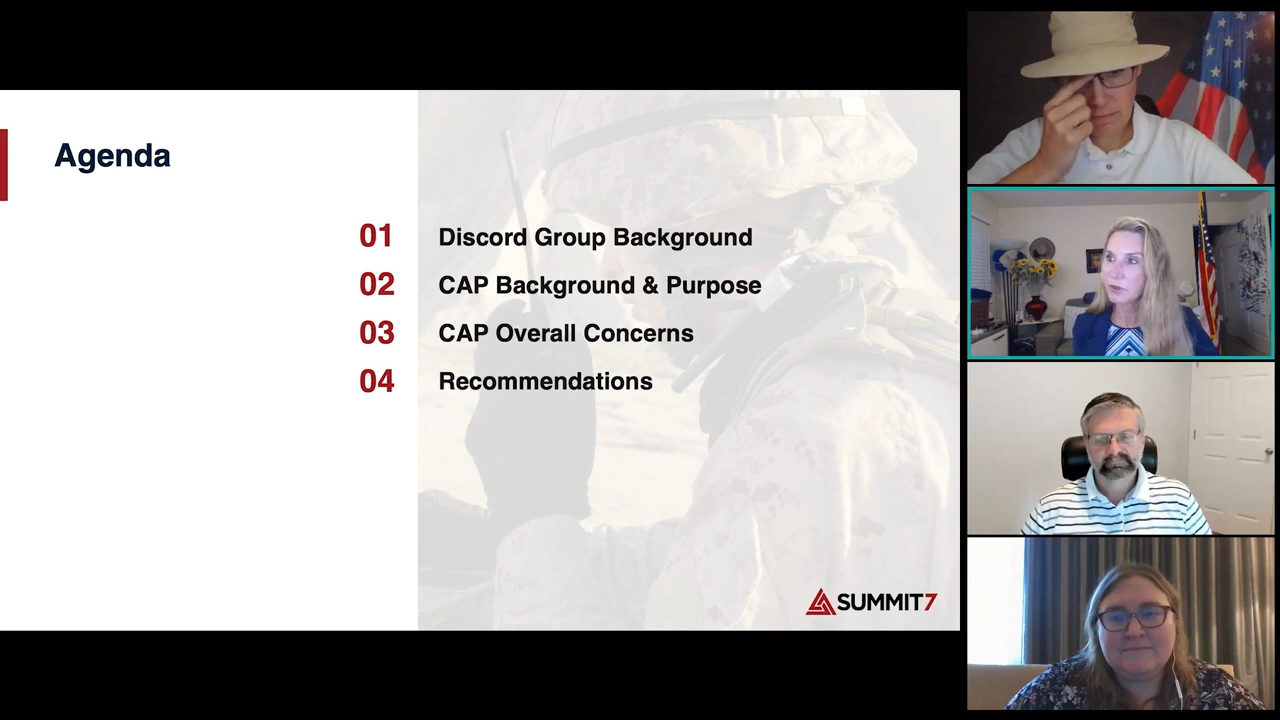 Agenda
01 Discord Group Background
02 CAP Background & Purpose
03 CAP Overall Concerns
04 Recommendations
SUMMIT7